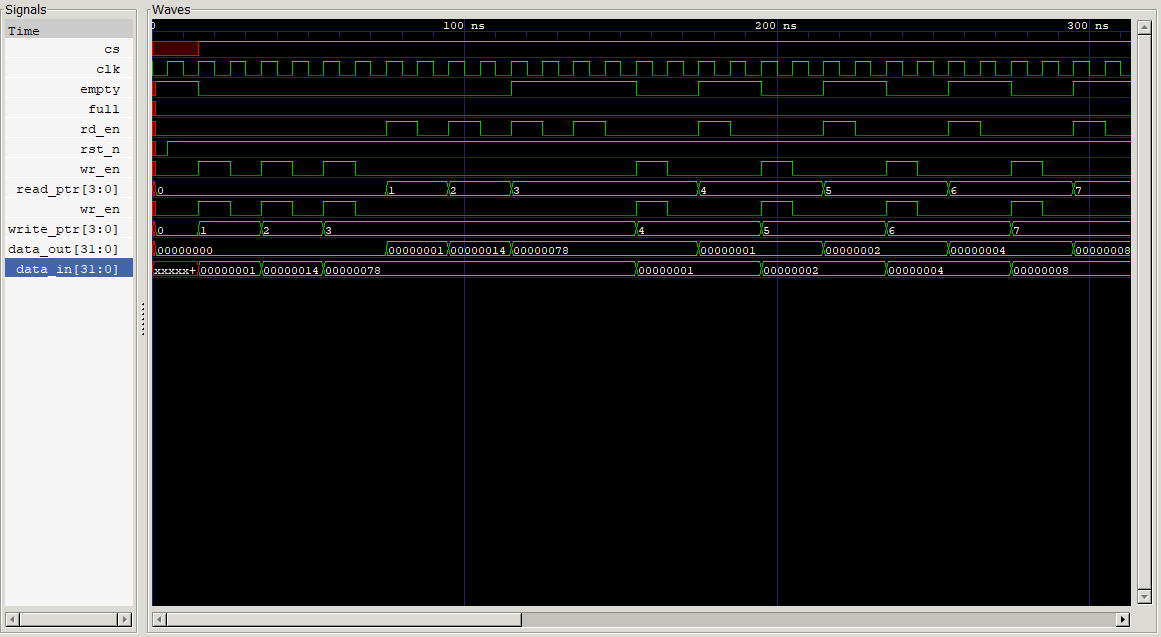 Signals
Waves
Time
0 100 ns 200 ns 300 ns
cs
clk
empty
full
rd_en
rst_n
wr_en
read_ptr[3:0] 0 1 2 3 4 5 6 7
wr_en
write_ptr[3:0] 0 1 2 3 4 5 6 7
data_out[31:0] 00000000 00000001 00000014 00000078 00000001 00000002 00000004 00000008
data_in[31:0] xxxxx+ 00000001 00000014 00000078 00000001 00000002 00000004 00000008